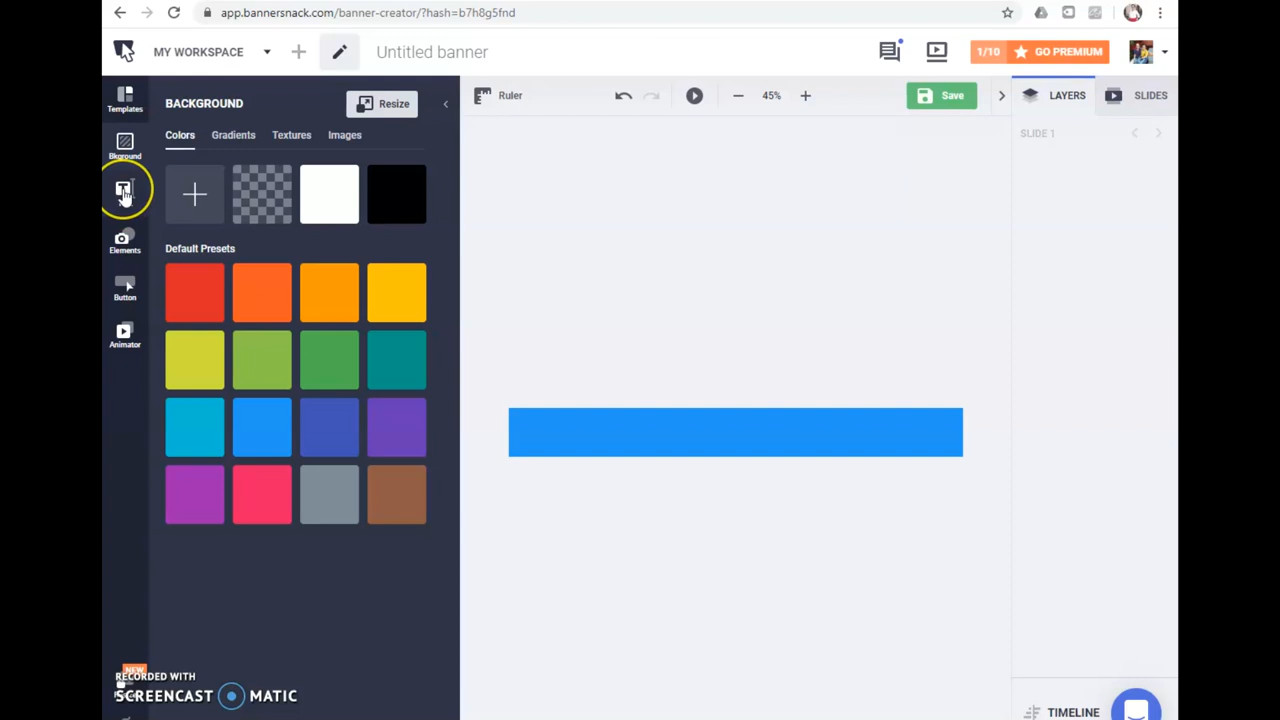 app.bannersnack.com/banner-creator/?hash=b7h8g5fnd
MY WORKSPACE
Untitled banner
1/10
GO PREMIUM
Templates
BACKGROUND
Resize
Ruler
45%
Save
LAYERS
SLIDES
Bkground
Colors
Gradients
Textures
Images
SLIDE 1
Elements
Default Presets
Button
Animator
NEW
RECORDED WITH
SCREENCAST MATIC
TIMELINE